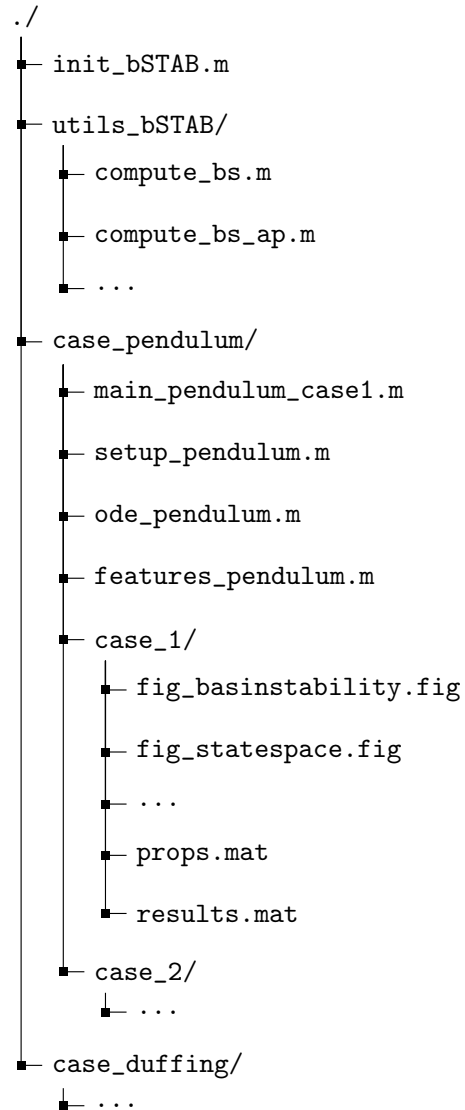 ./
init_bSTAB.m
utils_bSTAB/
compute_bs.m
compute_bs_ap.m
...
case_pendulum/
main_pendulum_case1.m
setup_pendulum.m
ode_pendulum.m
features_pendulum.m
case_1/
fig_basinstability.fig
fig_statespace.fig
...
props.mat
results.mat
case_2/
...
case_duffing/
...